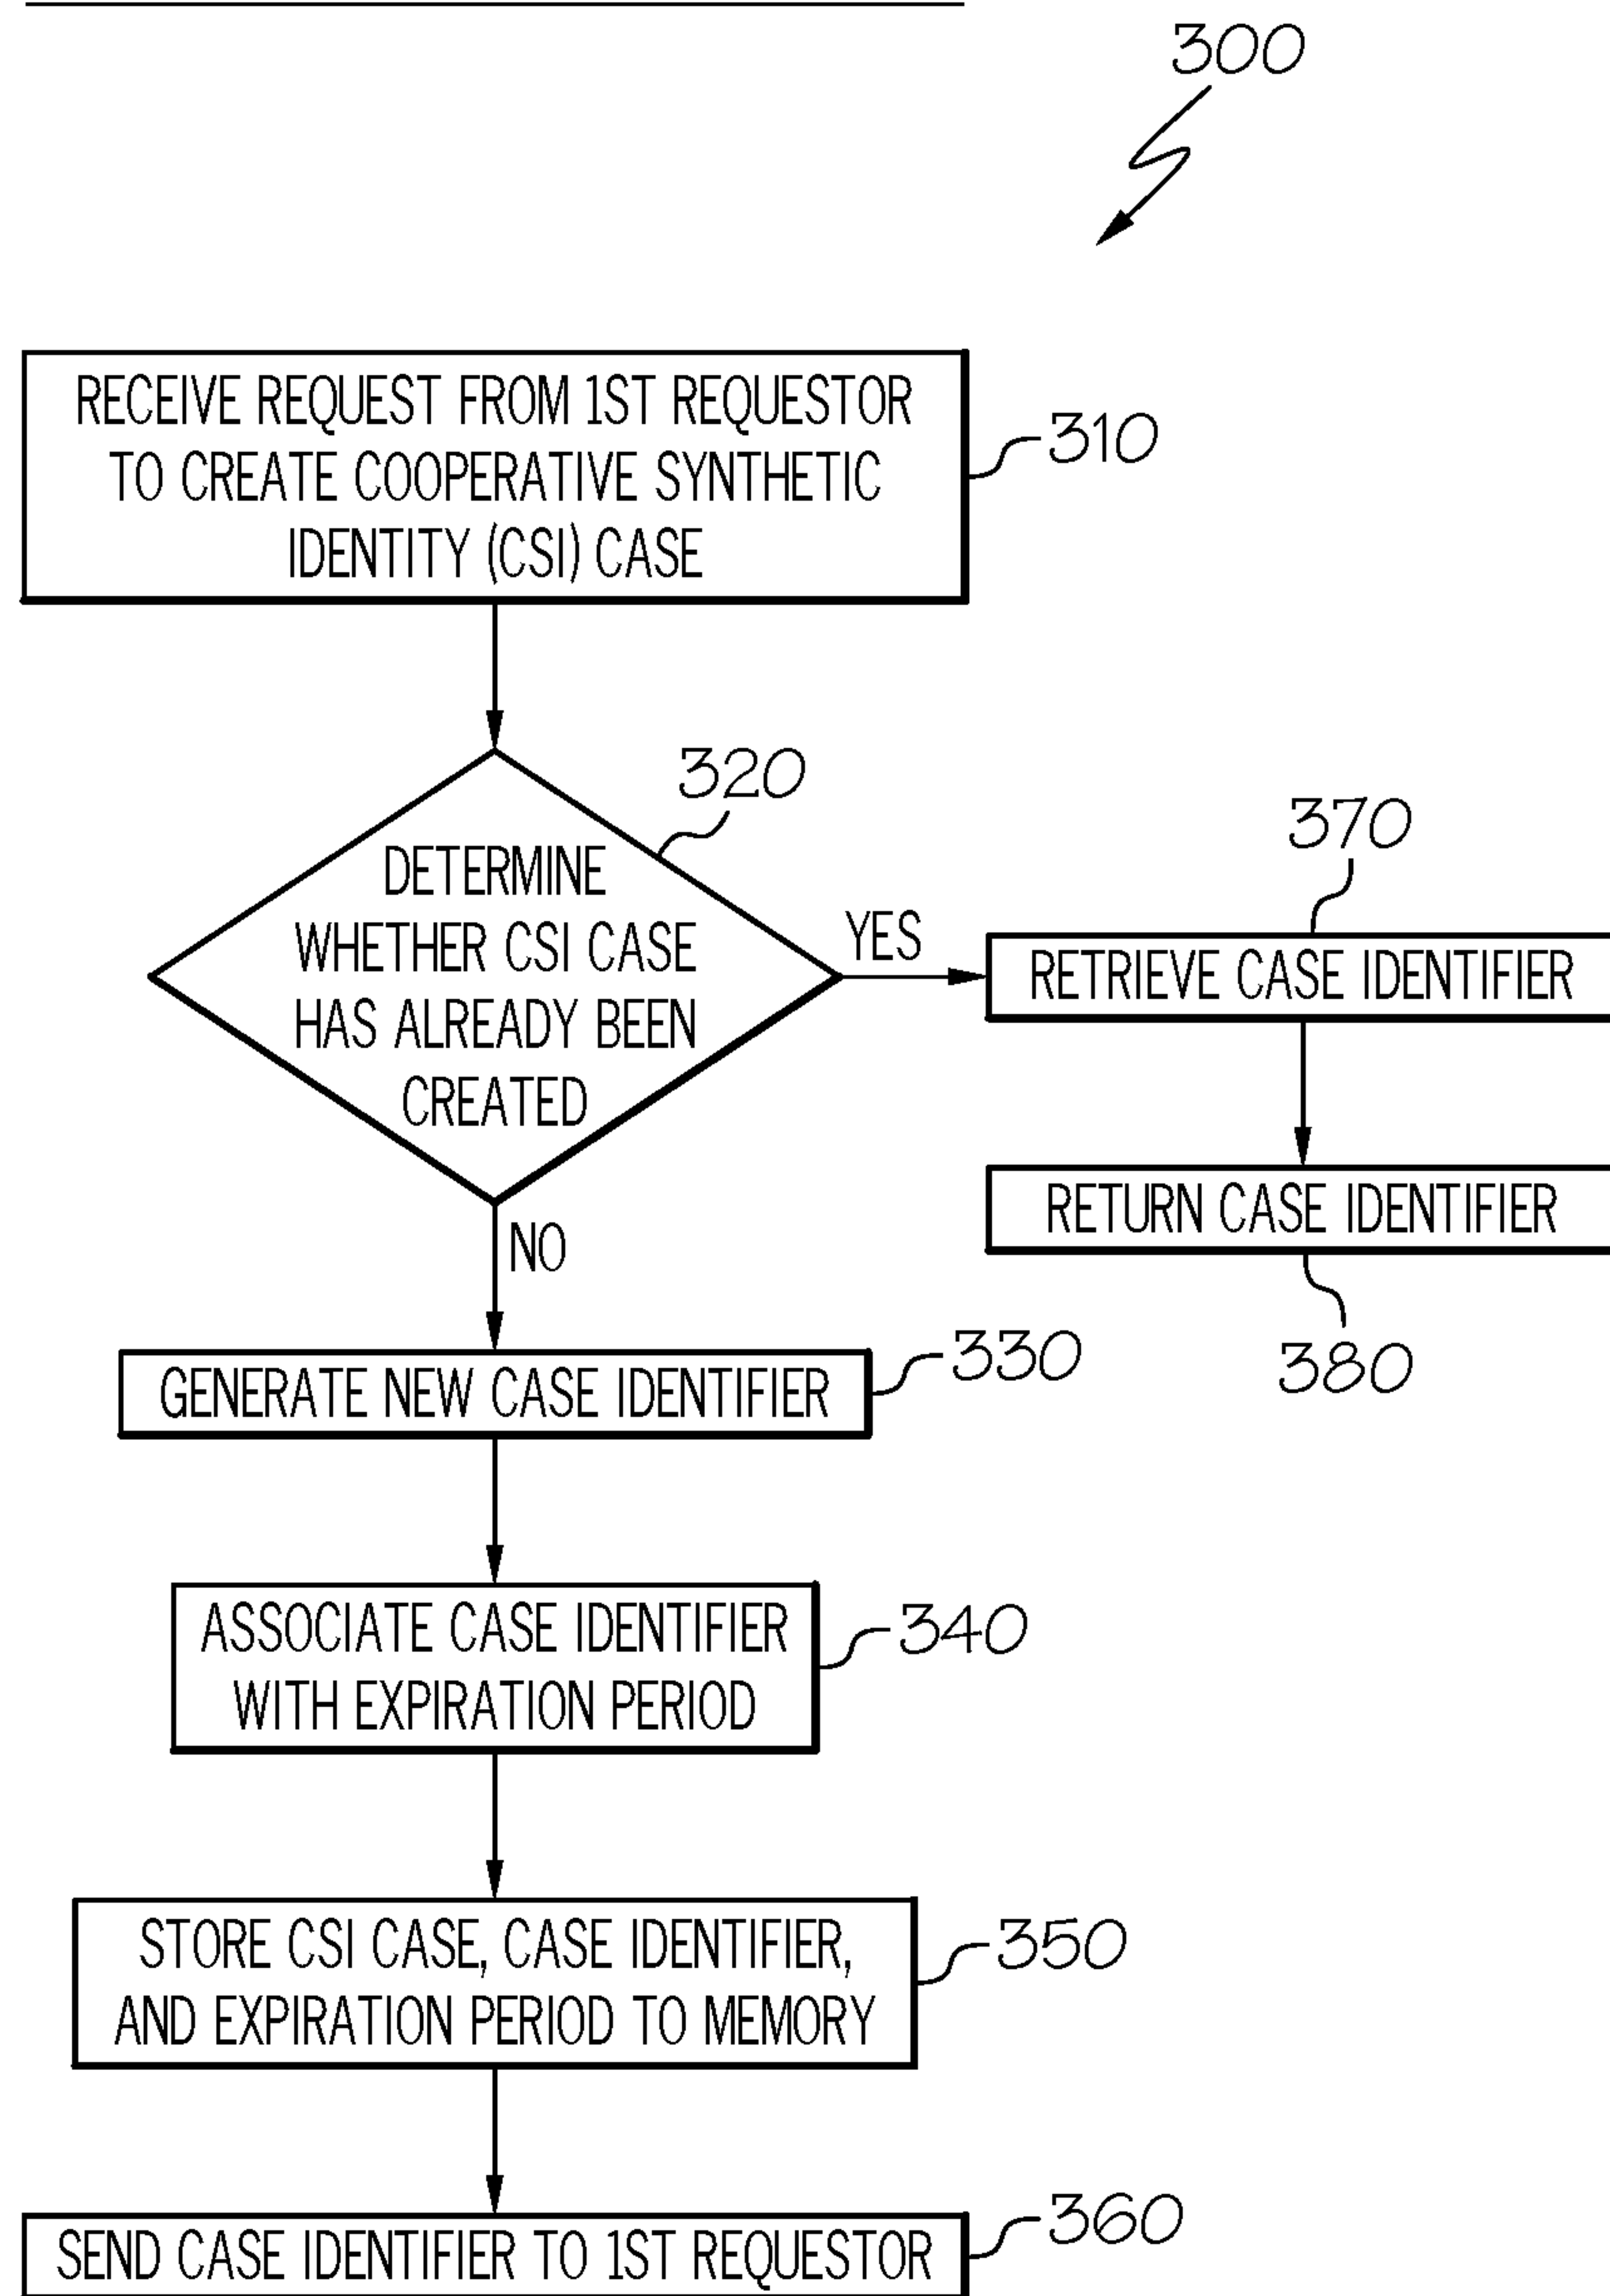 300
RECEIVE REQUEST FROM 1ST REQUESTOR
TO CREATE COOPERATIVE SYNTHETIC
IDENTITY (CSI) CASE
310
320
DETERMINE
WHETHER CSI CASE
HAS ALREADY BEEN
CREATED
YES
370
RETRIEVE CASE IDENTIFIER
RETURN CASE IDENTIFIER
380
NO
GENERATE NEW CASE IDENTIFIER
330
ASSOCIATE CASE IDENTIFIER
WITH EXPIRATION PERIOD
340
STORE CSI CASE, CASE IDENTIFIER,
AND EXPIRATION PERIOD TO MEMORY
350
SEND CASE IDENTIFIER TO 1ST REQUESTOR
360